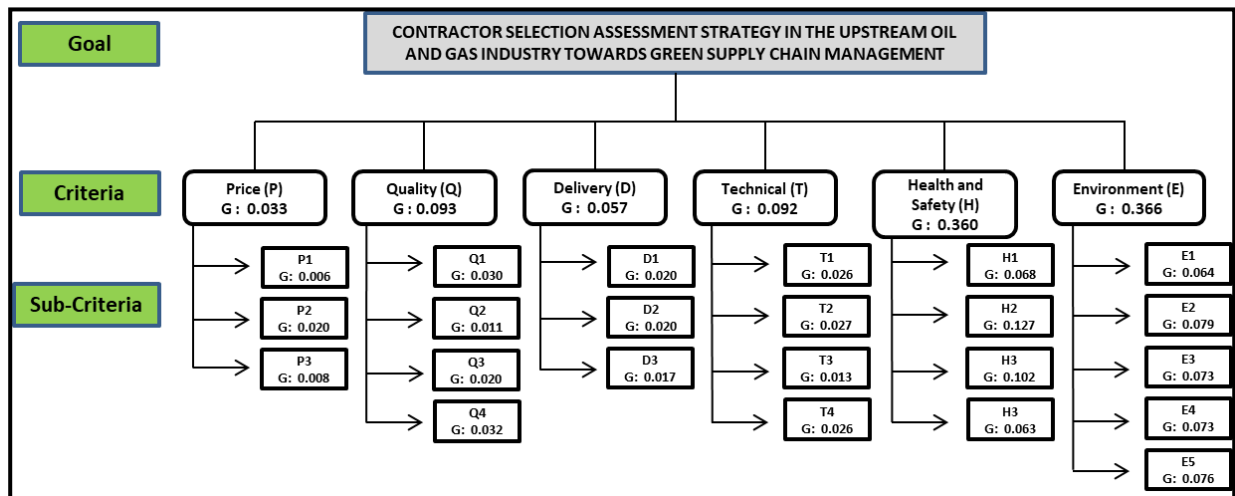 Goal
CONTRACTOR SELECTION ASSESSMENT STRATEGY IN THE UPSTREAM OIL
AND GAS INDUSTRY TOWARDS GREEN SUPPLY CHAIN MANAGEMENT
Criteria
Price (P)
G : 0.033
Quality (Q)
G : 0.093
Delivery (D)
G : 0.057
Technical (T)
G : 0.092
Health and
Safety (H)
G : 0.360
Environment (E)
G : 0.366
Sub-Criteria
P1
G: 0.006
P2
G: 0.020
P3
G: 0.008
Q1
G: 0.030
Q2
G: 0.011
Q3
G: 0.020
Q4
G: 0.032
D1
G: 0.020
D2
G: 0.020
D3
G: 0.017
T1
G: 0.026
T2
G: 0.027
T3
G: 0.013
T4
G: 0.026
H1
G: 0.068
H2
G: 0.127
H3
G: 0.102
H3
G: 0.063
E1
G: 0.064
E2
G: 0.079
E3
G: 0.073
E4
G: 0.073
E5
G: 0.076